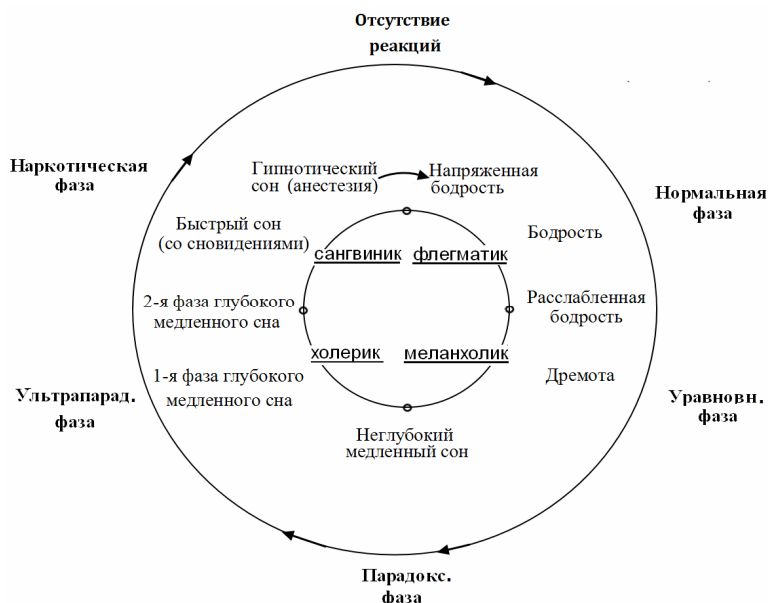 Отсутствие
реакций
Наркотическая
фаза
Гипнотический
сон (анестезия)
Напряженная
бодрость
Нормальная
фаза
Быстрый сон
(со сновидениями)
Бодрость
сангвиник флегматик
2-я фаза глубокого
медленного сна
Расслабленная
бодрость
холерик меланхолик
1-я фаза глубокого
медленного сна
Дремота
Ультрапарад.
фаза
Уравновн.
фаза
Неглубокий
медленный сон
Парадокс.
фаза